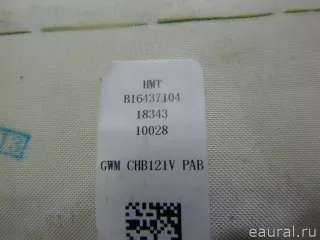 HMT
B16437104
18343
10028
GWM CHB121V PAB
eaural.ru